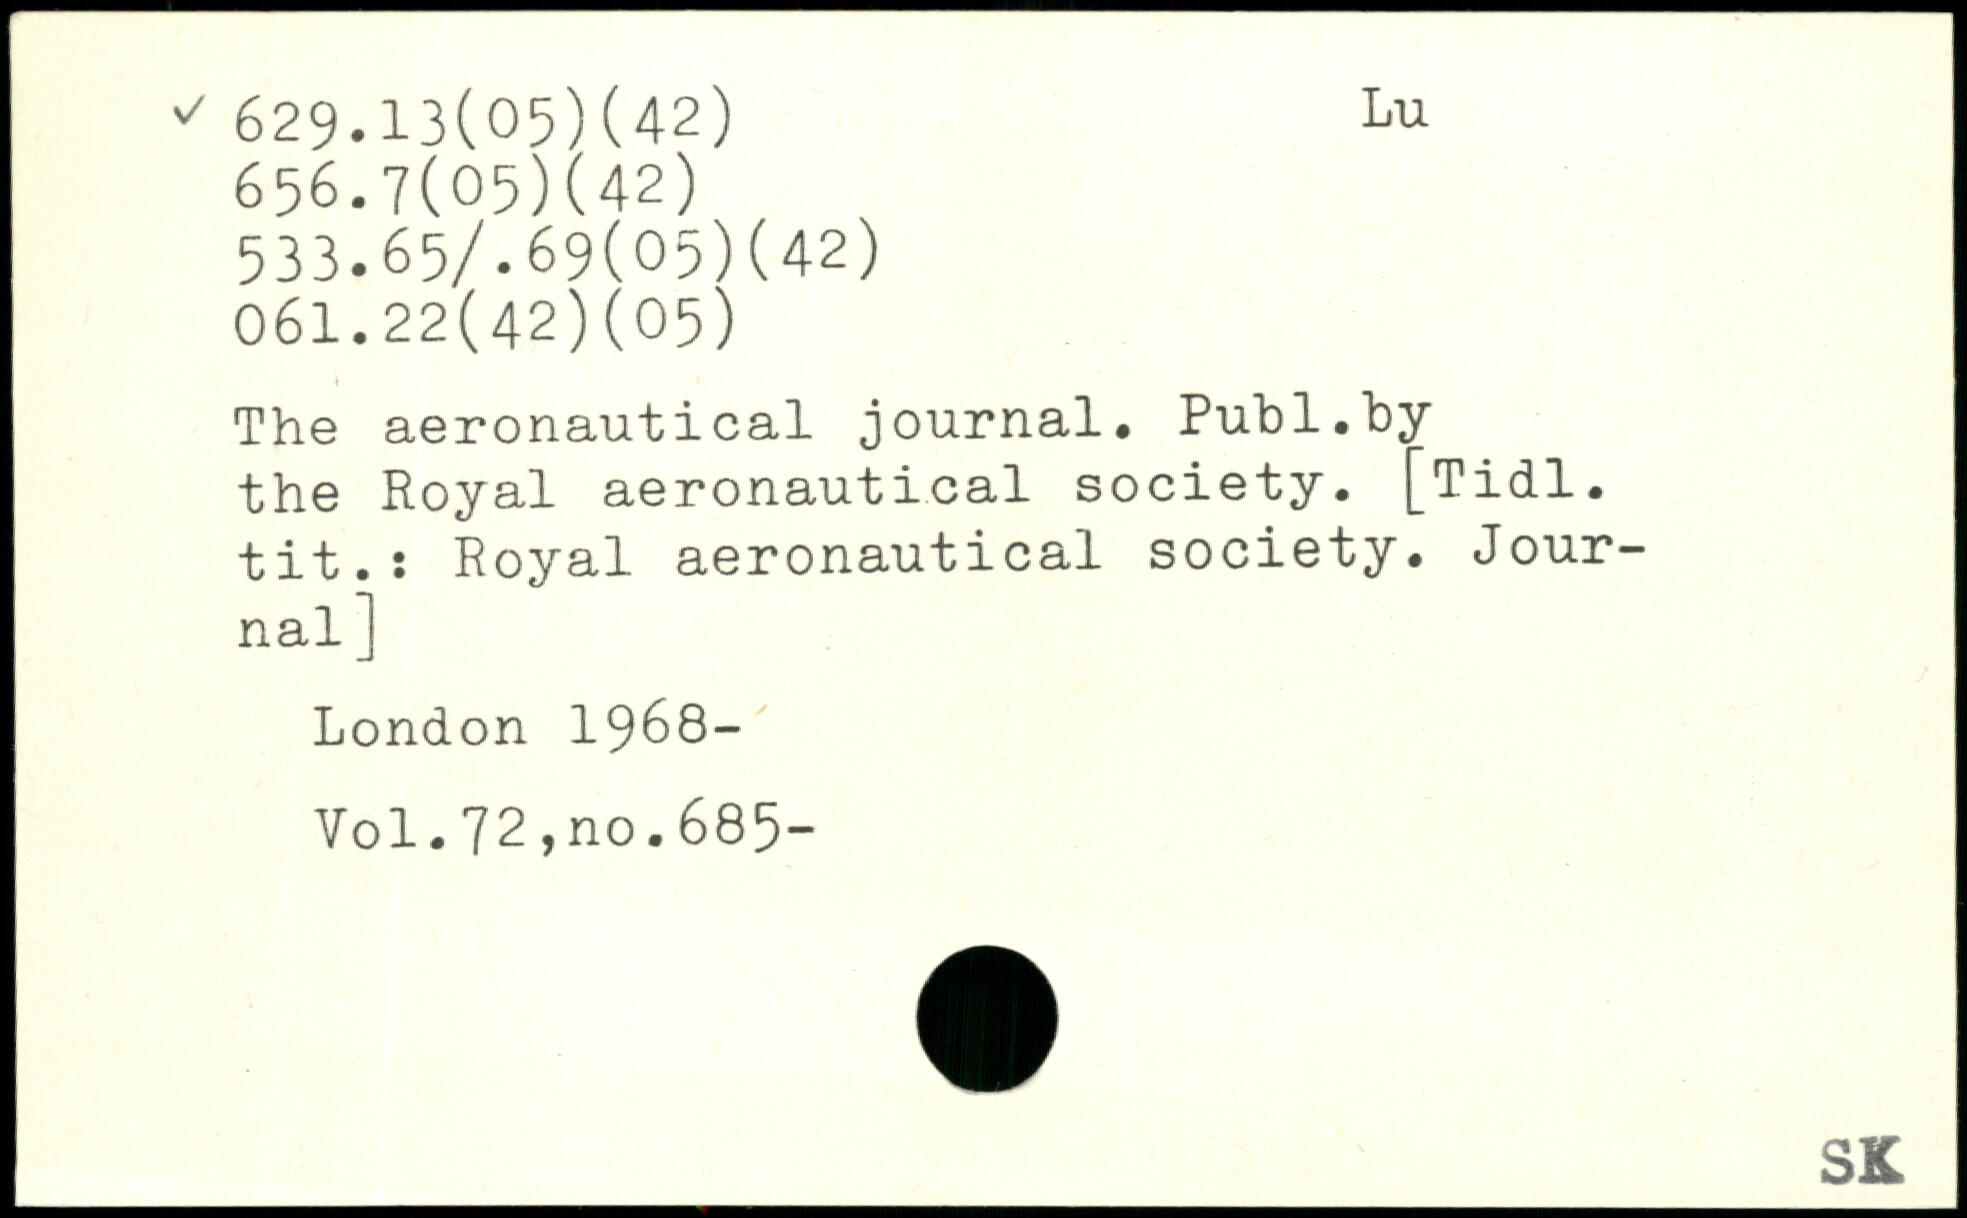 ✓ 629.13(05)(42) Lu
656.7(05)(42)
533.65/.69(05)(42)
061.22(42)(05)
The aeronautical journal. Publ.by
the Royal aeronautical society. [Tidl.
tit.: Royal aeronautical society. Jour-
nal]
London 1968-
Vol.72,no.685-
SK